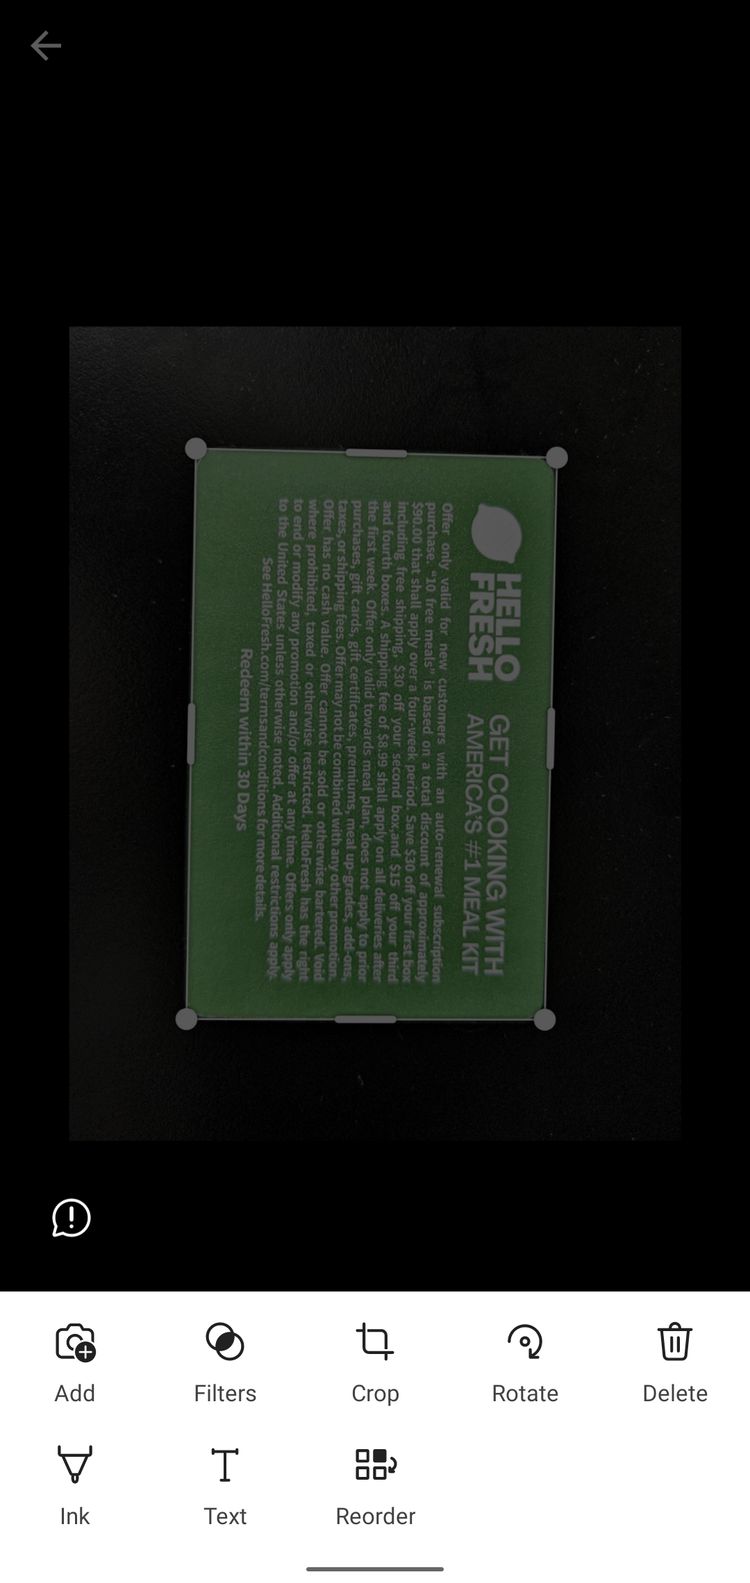 HELLO
FRESH
GET COOKING WITH
AMERICA'S #1 MEAL KIT
Offer only valid for new customers with an auto-renewal subscription
purchase. "10 free meals" is based on a total discount of approximately
$90.00 that shall apply over a four-week period. Save $30 off your first box
including free shipping, $30 off your second box,and $15 off your third
and fourth boxes. A shipping fee of $8.99 shall apply on all deliveries after
the first week. Offer only valid towards meal plan, does not apply to prior
purchases, gift cards, gift certificates, premiums, meal up-grades, add-ons,
taxes, or shipping fees. Offer may not be combined with any other promotion.
Offer has no cash value. Offer cannot be sold or otherwise bartered. Void
where prohibited, taxed or otherwise restricted. HelloFresh has the right
to end or modify any promotion and/or offer at any time. Offers only apply
to the United States unless otherwise noted. Additional restrictions apply.
See HelloFresh.com/termsandconditions for more details.
Redeem within 30 Days
Add
Filters
Crop
Rotate
Delete
Ink
Text
Reorder